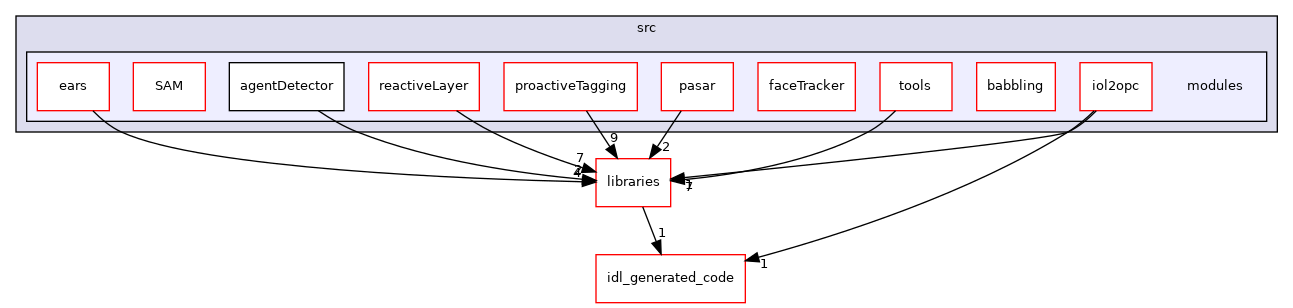 src
ears
SAM
agentDetector
reactiveLayer
proactiveTagging
pasar
faceTracker
tools
babbling
iol2opc
modules
9
2
7
libraries
1
1
idl_generated_code